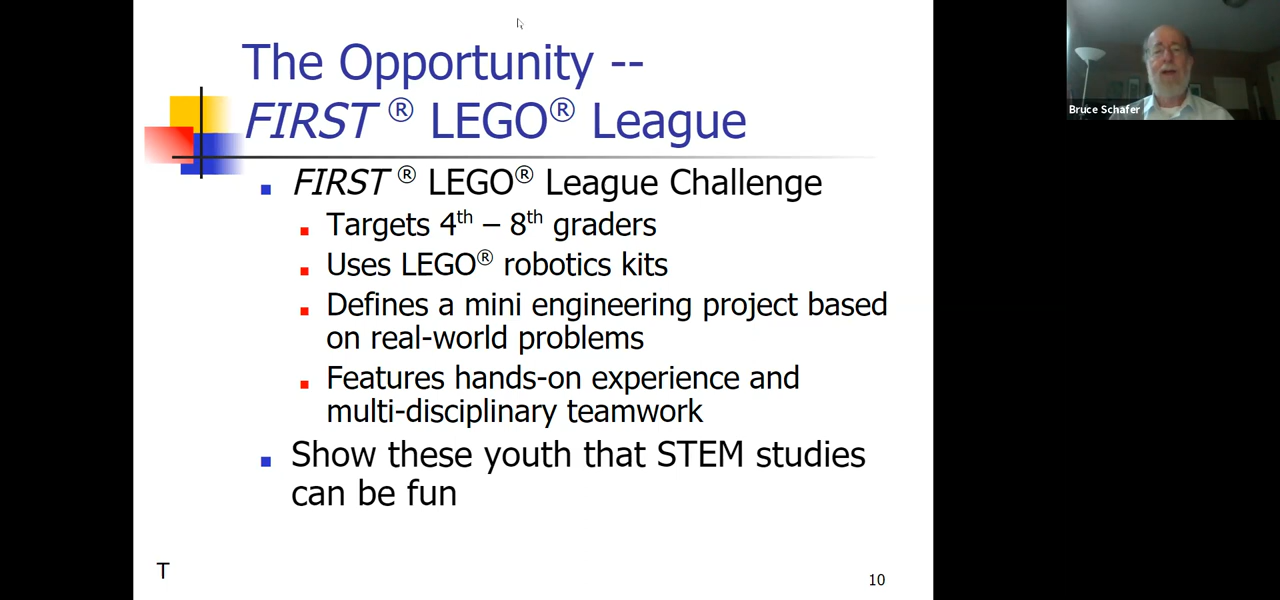 The Opportunity --
FIRST ® LEGO® League
FIRST ® LEGO® League Challenge
Targets 4th – 8th graders
Uses LEGO® robotics kits
Defines a mini engineering project based
on real-world problems
Features hands-on experience and
multi-disciplinary teamwork
Show these youth that STEM studies
can be fun
T
10
Bruce Schafer